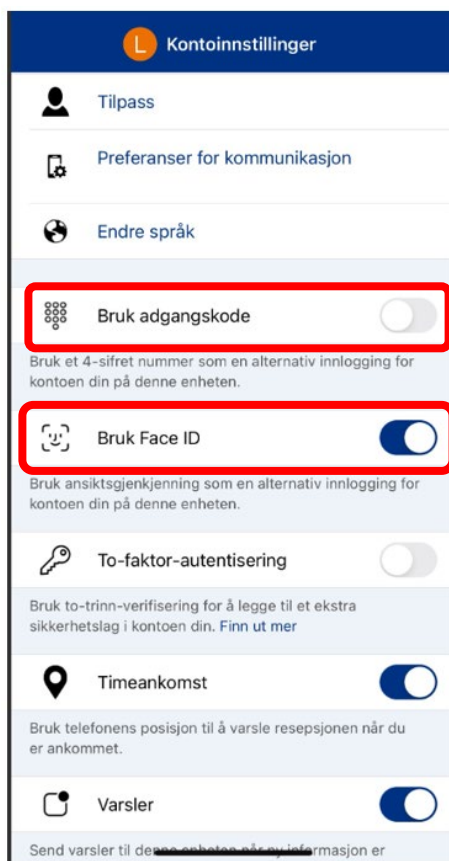 L Kontoinnstillinger
Tilpass
Preferanser for kommunikasjon
Endre språk
Bruk adgangskode
Bruk et 4-sifret nummer som en alternativ innlogging for
kontoen din på denne enheten.
Bruk Face ID
Bruk ansiktsgjenkjenning som en alternativ innlogging for
kontoen din på denne enheten.
To-faktor-autentisering
Bruk to-trinn-verifisering for å legge til et ekstra
sikkerhetslag i kontoen din. Finn ut mer
Timeankomst
Bruk telefonens posisjon til å varsle resepsjonen når du
er ankommet.
Varsler
Send varsler til denne enheten når ny informasjon er